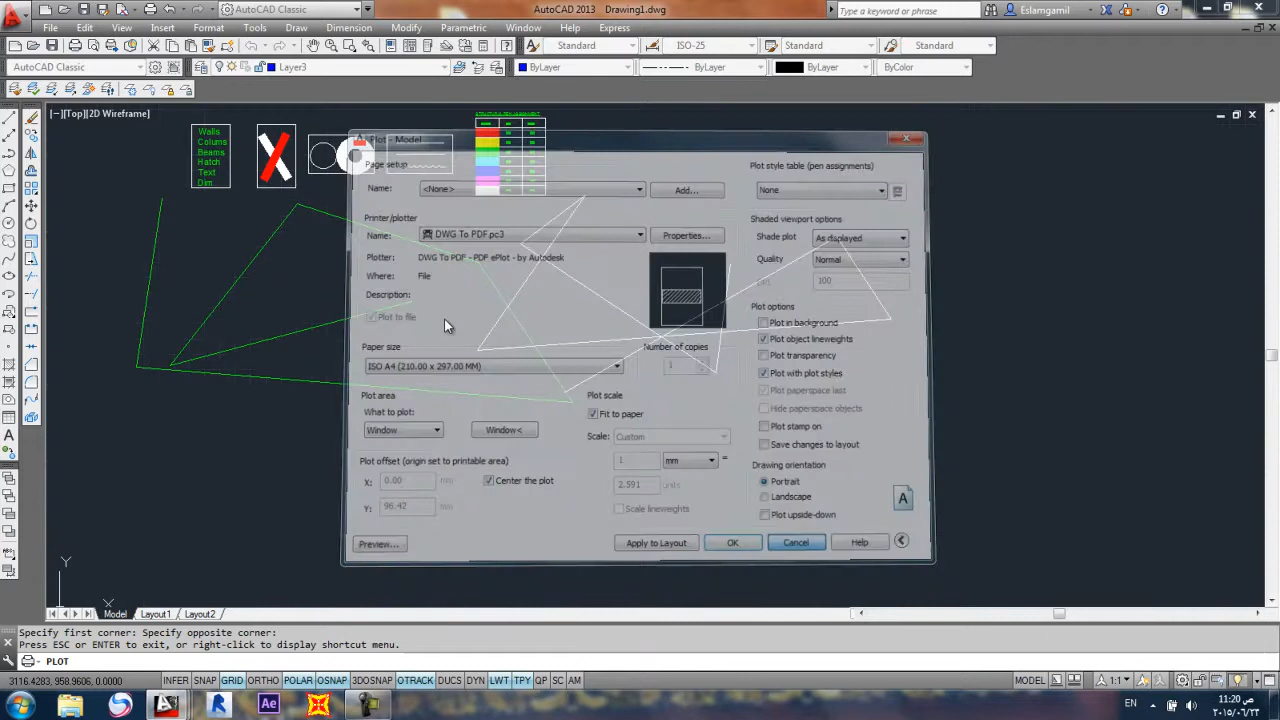 AutoCAD Classic
AutoCAD 2013 Drawing1.dwg
Type a keyword or phrase
Eslamgamil
File Edit View Insert Format Tools Draw Dimension Modify Parametric Window Help Express
Standard ISO-25 Standard Standard
AutoCAD Classic Layer3 ByLayer ByLayer ByLayer ByColor
[−][Top][2D Wireframe]
Walls
Colums
Beams
Hatch
Text
Dim
Plot - Model
Page setup
Name: <None> Add...
Plot style table (pen assignments)
None
Printer/plotter
Name: DWG To PDF.pc3 Properties...
Plotter: DWG To PDF - PDF ePlot - by Autodesk
Where: File
Description:
Plot to file
Shaded viewport options
Shade plot As displayed
Quality Normal
100
Paper size
ISO A4 (210.00 x 297.00 MM)
Number of copies
1
Plot options
Plot in background
Plot object lineweights
Plot transparency
Plot with plot styles
Plot paperspace last
Hide paperspace objects
Plot stamp on
Save changes to layout
Plot area
What to plot:
Window Window<
Plot scale
Fit to paper
Scale: Custom
1 mm =
2.591 units
Scale lineweights
Plot offset (origin set to printable area)
X: 0.00 mm Center the plot
Y: 96.42 mm
Drawing orientation
Portrait
Landscape
Plot upside-down
A
Preview... Apply to Layout OK Cancel Help
Y
X
Model Layout1 Layout2
Specify first corner: Specify opposite corner:
Press ESC or ENTER to exit, or right-click to display shortcut menu.
PLOT
3116.4283, 958.9606, 0.0000 INFER SNAP GRID ORTHO POLAR OSNAP 3DOSNAP OTRACK DUCS DYN LWT TPY QP SC AM MODEL 1:1
Ae
EN
11:20 ص
٢٠١٥/٠٦/٢٣